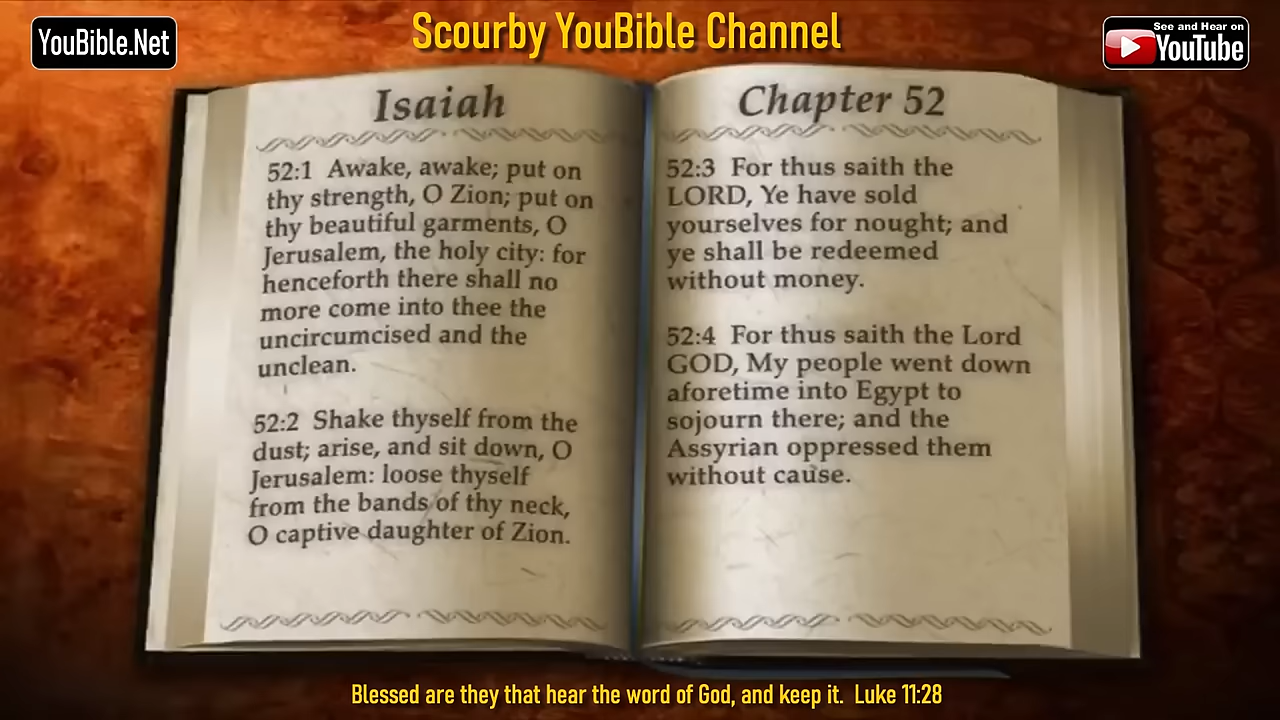 YouBible.Net
Scourby YouBible Channel
See and Hear on
YouTube
Isaiah
52:1 Awake, awake; put on
thy strength, O Zion; put on
thy beautiful garments, O
Jerusalem, the holy city: for
henceforth there shall no
more come into thee the
uncircumcised and the
unclean.
52:2 Shake thyself from the
dust; arise, and sit down, O
Jerusalem: loose thyself
from the bands of thy neck,
O captive daughter of Zion.
Chapter 52
52:3 For thus saith the
LORD, Ye have sold
yourselves for nought; and
ye shall be redeemed
without money.
52:4 For thus saith the Lord
GOD, My people went down
aforetime into Egypt to
sojourn there; and the
Assyrian oppressed them
without cause.
Blessed are they that hear the word of God, and keep it. Luke 11:28